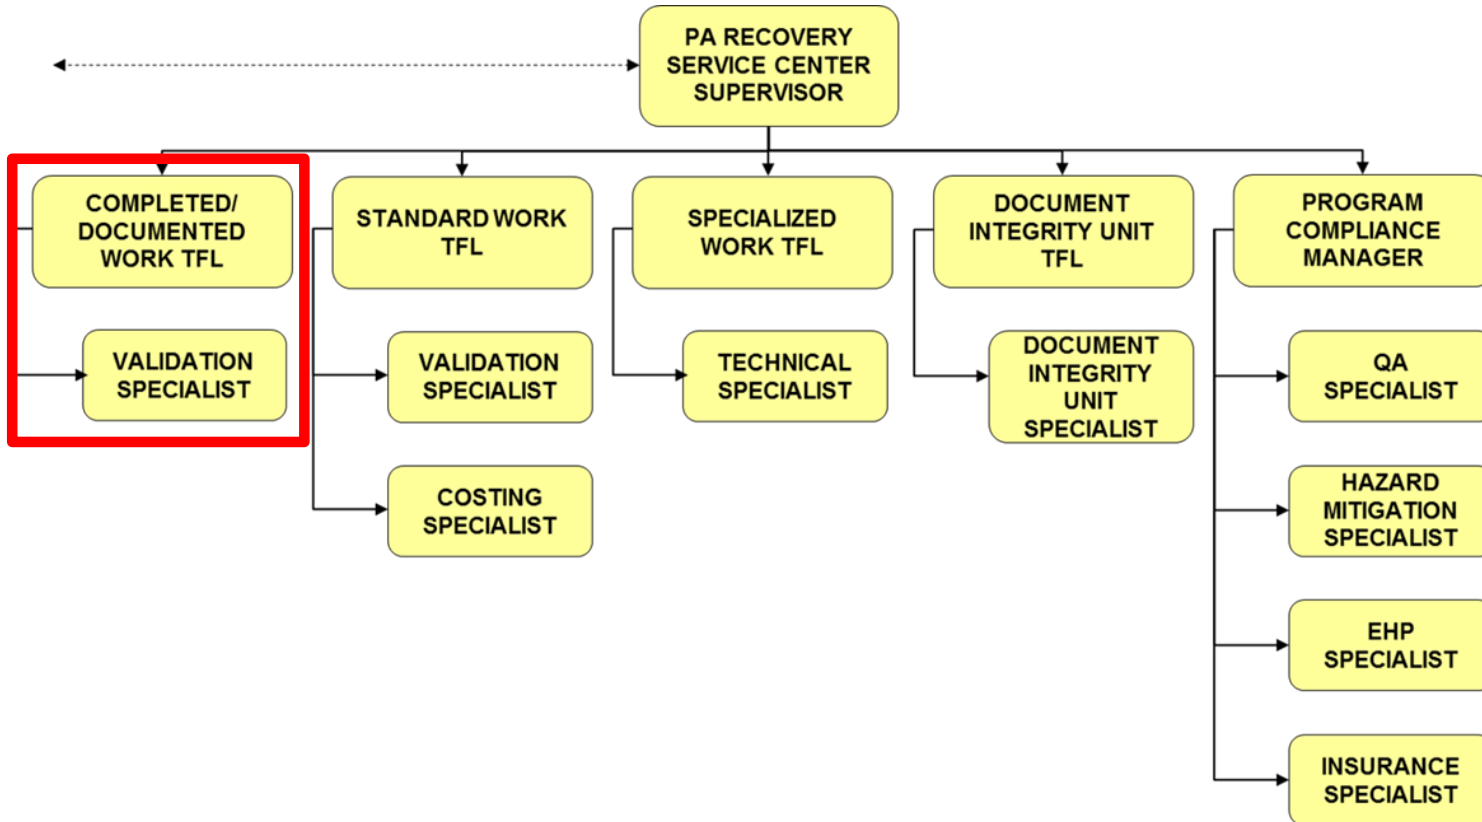 PA RECOVERY
SERVICE CENTER
SUPERVISOR
COMPLETED/
DOCUMENTED
WORK TFL
VALIDATION
SPECIALIST
STANDARD WORK
TFL
VALIDATION
SPECIALIST
COSTING
SPECIALIST
SPECIALIZED
WORK TFL
TECHNICAL
SPECIALIST
DOCUMENT
INTEGRITY UNIT
TFL
DOCUMENT
INTEGRITY
UNIT
SPECIALIST
PROGRAM
COMPLIANCE
MANAGER
QA
SPECIALIST
HAZARD
MITIGATION
SPECIALIST
EHP
SPECIALIST
INSURANCE
SPECIALIST